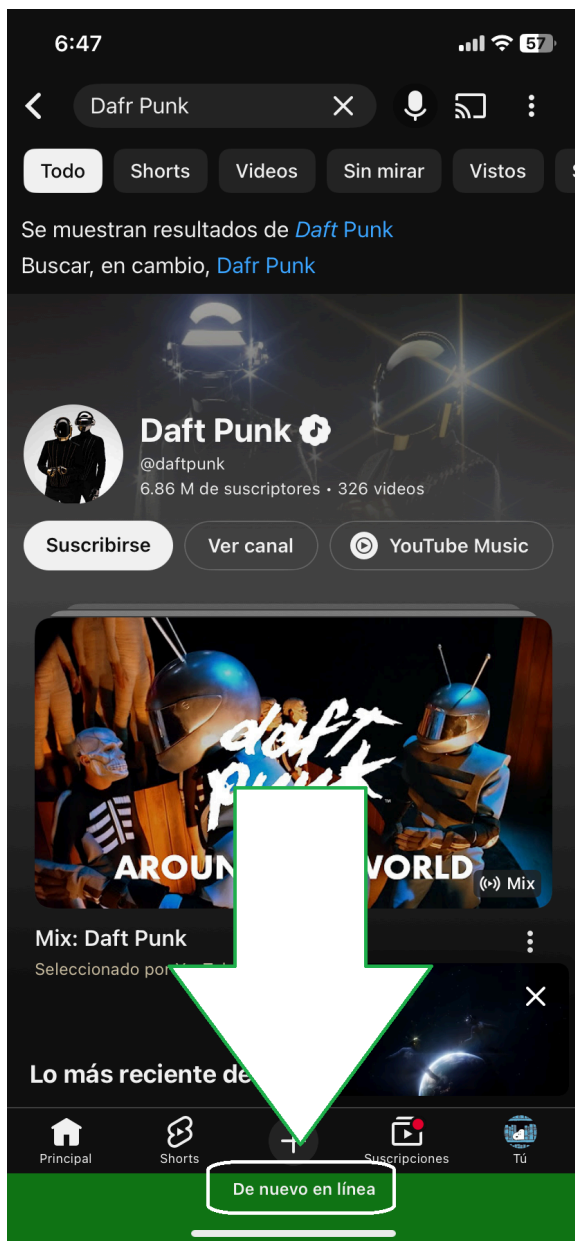 6:47
57
Dafr Punk
Todo Shorts Videos Sin mirar Vistos
Se muestran resultados de Daft Punk
Buscar, en cambio, Dafr Punk
Daft Punk
@daftpunk
6.86 M de suscriptores • 326 videos
Suscribirse Ver canal YouTube Music
daft
punk
AROUN WORLD
Mix
Mix: Daft Punk
Seleccionado por
Lo más reciente de
Principal Shorts Suscripciones Tú
De nuevo en línea